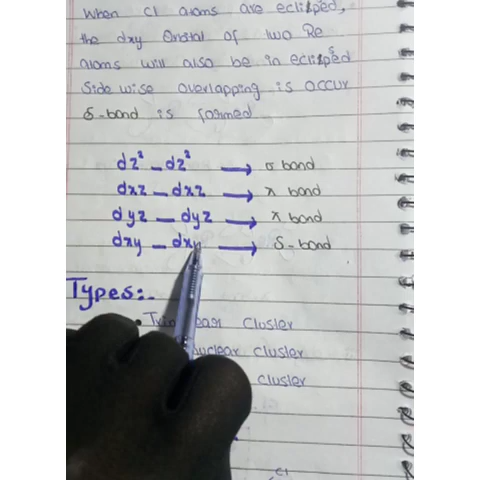 When Cl atoms are eclipsed,
the dxy Orbital of two Re
atoms will also be in eclipsed
Side wise overlapping is occur
δ-bond is formed
dz² - dz² → σ bond
dxz - dxz → π bond
dyz - dyz → π bond
dxy - dxy → δ-bond
Types:-
cluster
nuclear cluster
cluster
Cl